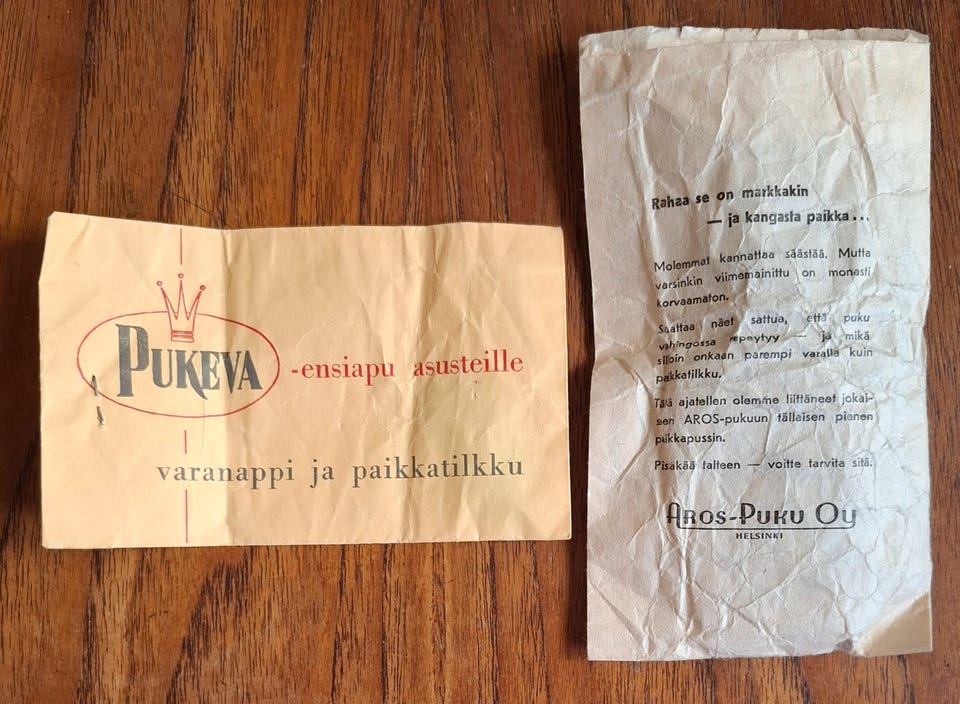 PUKEVA -ensiapu asusteille
varanappi ja paikkatilkku
Rahaa se on markkakin
— ja kangasta paikka...
Molemmat kannattaa säästää. Mutta
varsinkin viimemainittu on monasti
korvaamaton.
Saattaa näet sattua, että puku
vahingossa repeytyy — ja mikä
silloin onkaan parempi varalla kuin
paikkatilkku.
Tätä ajatellen olemme liittäneet jokai-
seen AROS-pukuun tällaisen pienen
paikkapussin.
Pistäkää talteen — voitte tarvita sitä.
AROS-PUKU OY
HELSINKI